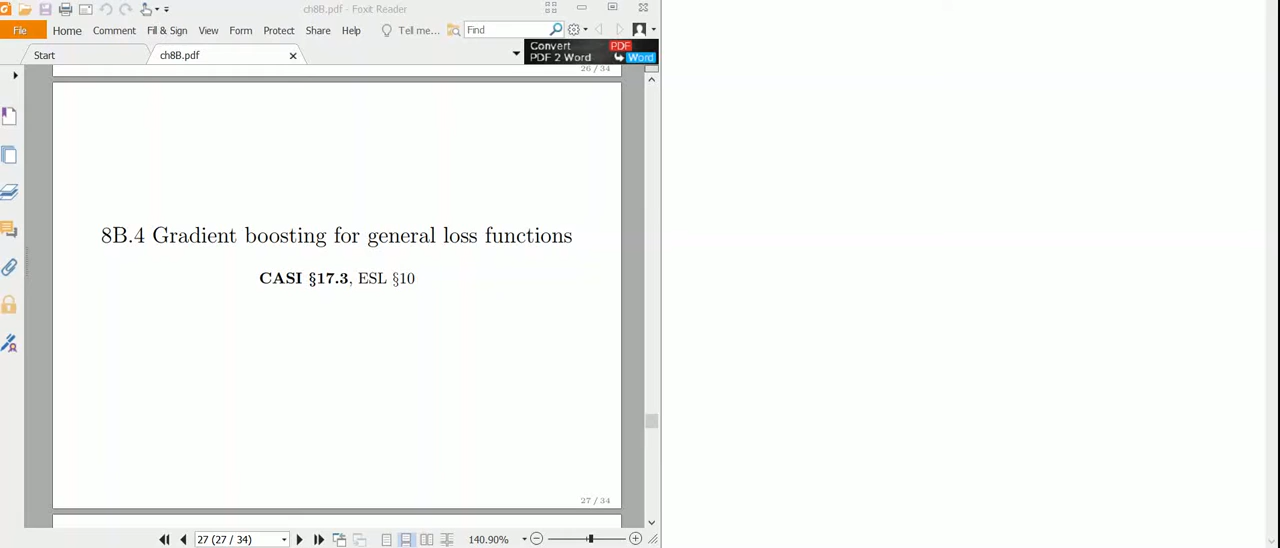 ch8B.pdf - Foxit Reader
File Home Comment Fill & Sign View Form Protect Share Help Tell me... Find
Convert PDF
PDF 2 Word Word
Start ch8B.pdf
26 / 34
8B.4 Gradient boosting for general loss functions
CASI §17.3, ESL §10
27 / 34
27 (27 / 34) 140.90%